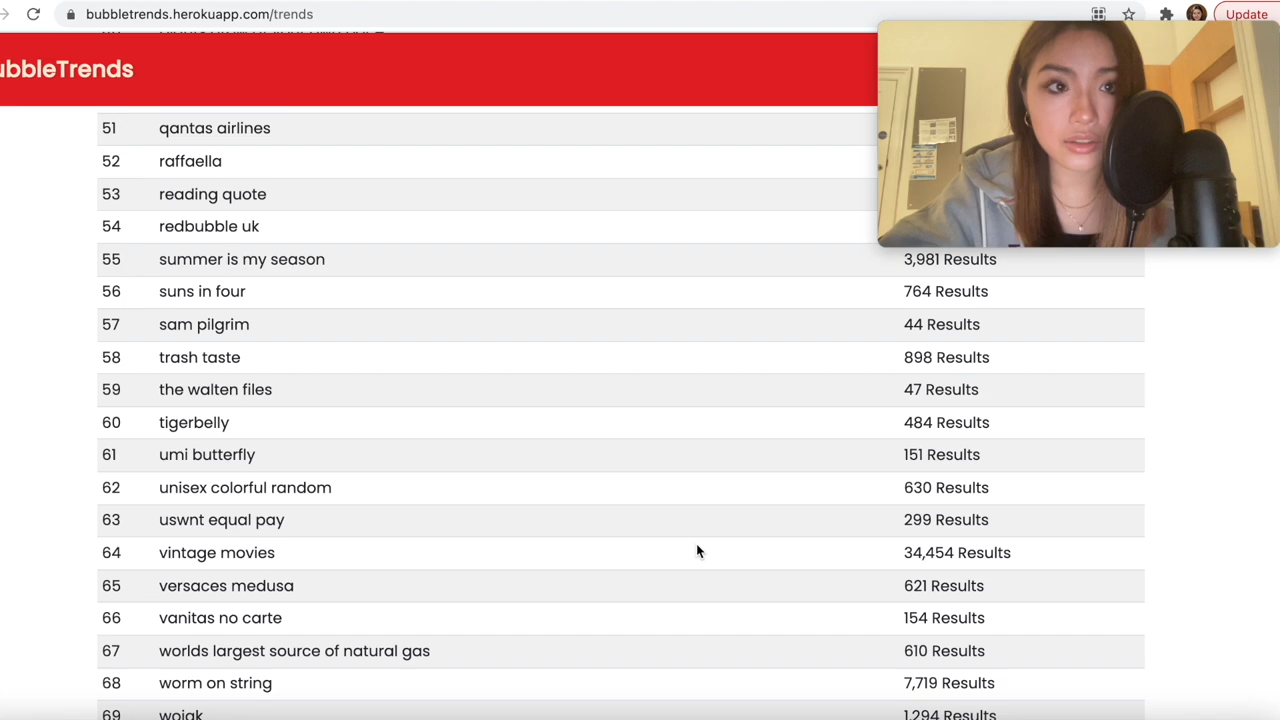 bubbletrends.herokuapp.com/trends
Update
ubbleTrends
51 qantas airlines
52 raffaella
53 reading quote
54 redbubble uk
55 summer is my season 3,981 Results
56 suns in four 764 Results
57 sam pilgrim 44 Results
58 trash taste 898 Results
59 the walten files 47 Results
60 tigerbelly 484 Results
61 umi butterfly 151 Results
62 unisex colorful random 630 Results
63 uswnt equal pay 299 Results
64 vintage movies 34,454 Results
65 versaces medusa 621 Results
66 vanitas no carte 154 Results
67 worlds largest source of natural gas 610 Results
68 worm on string 7,719 Results
69 wojak 1,294 Results